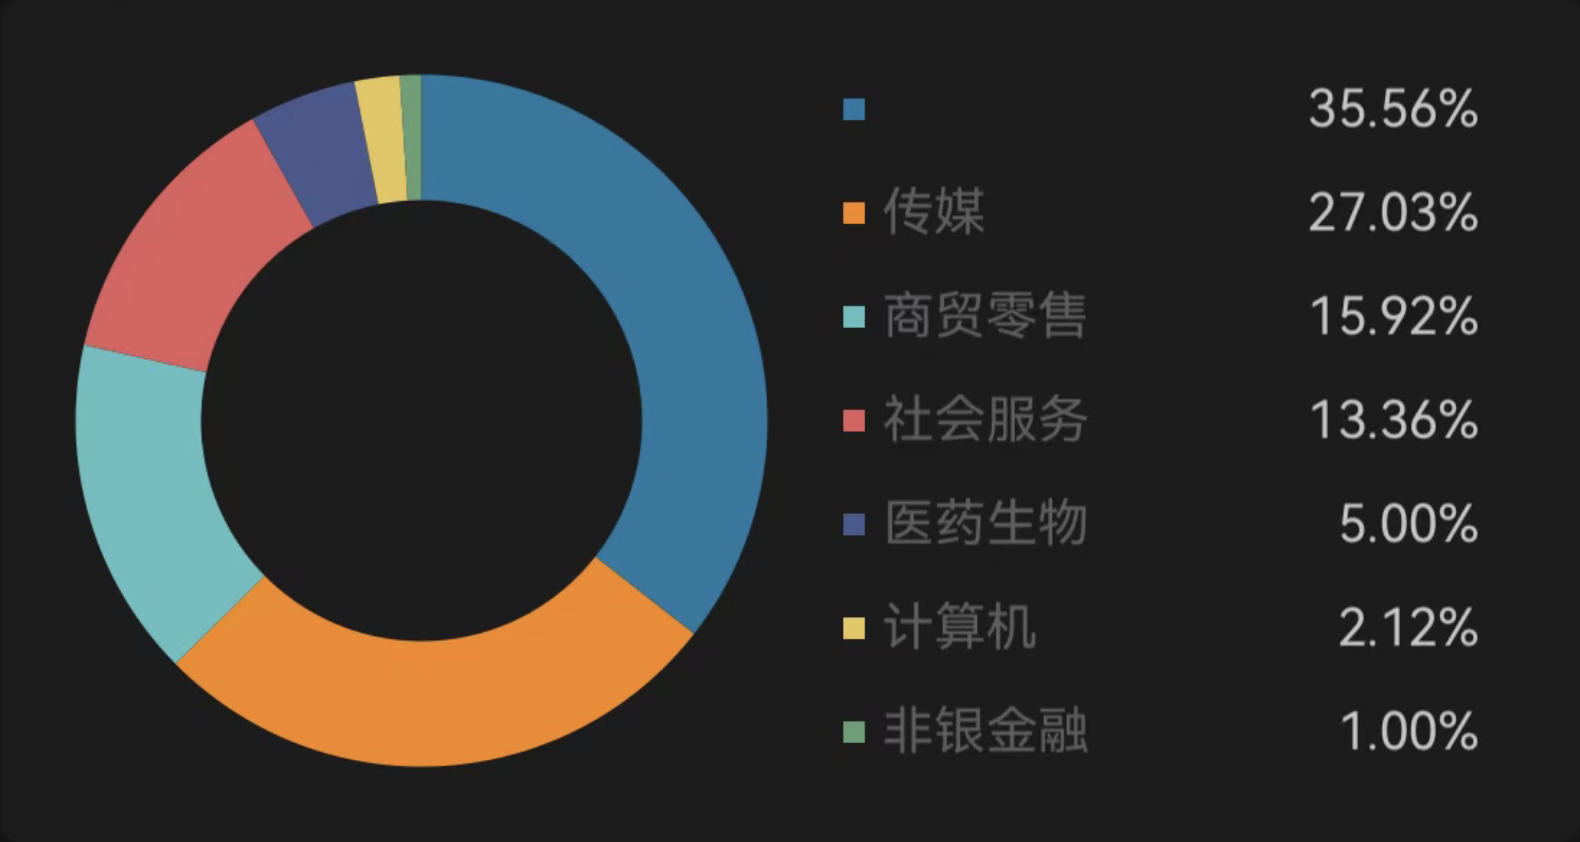 35.56%
传媒 27.03%
商贸零售 15.92%
社会服务 13.36%
医药生物 5.00%
计算机 2.12%
非银金融 1.00%